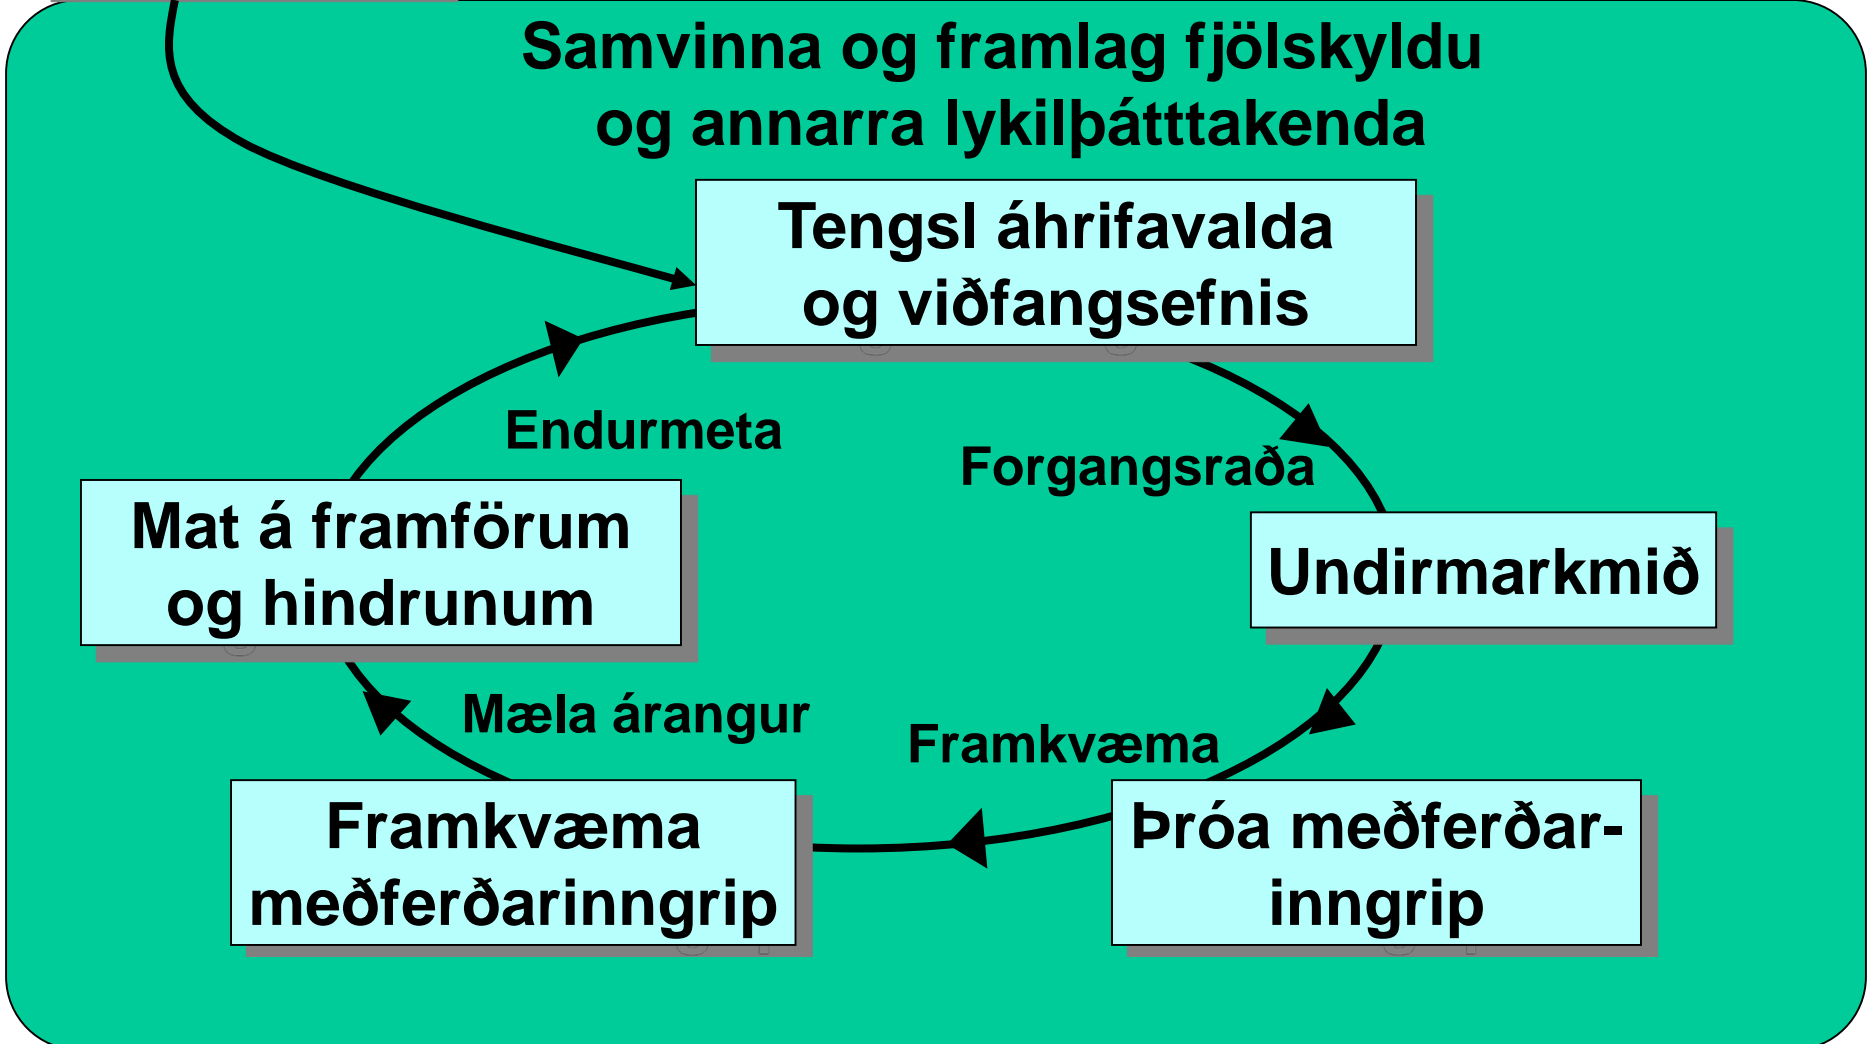 Samvinna og framlag fjölskyldu
og annarra lykilþátttakenda
Tengsl áhrifavalda
og viðfangsefnis
Endurmeta
Forgangsraða
Mat á framförum
og hindrunum
Undirmarkmið
Mæla árangur
Framkvæma
Framkvæma
meðferðarinngrip
Þróa meðferðar-
inngrip